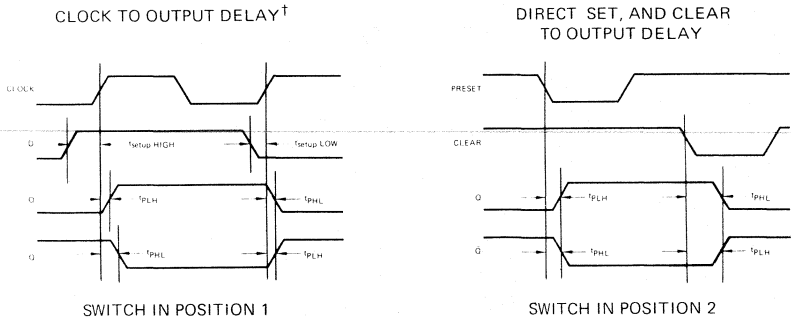 CLOCK TO OUTPUT DELAY†
CLOCK
D
tsetup HIGH
tsetup LOW
Q
tPLH
tPHL
Q
tPHL
tPLH
SWITCH IN POSITION 1
DIRECT SET, AND CLEAR
TO OUTPUT DELAY
PRESET
CLEAR
Q
tPLH
tPHL
Q̄
tPHL
tPLH
SWITCH IN POSITION 2